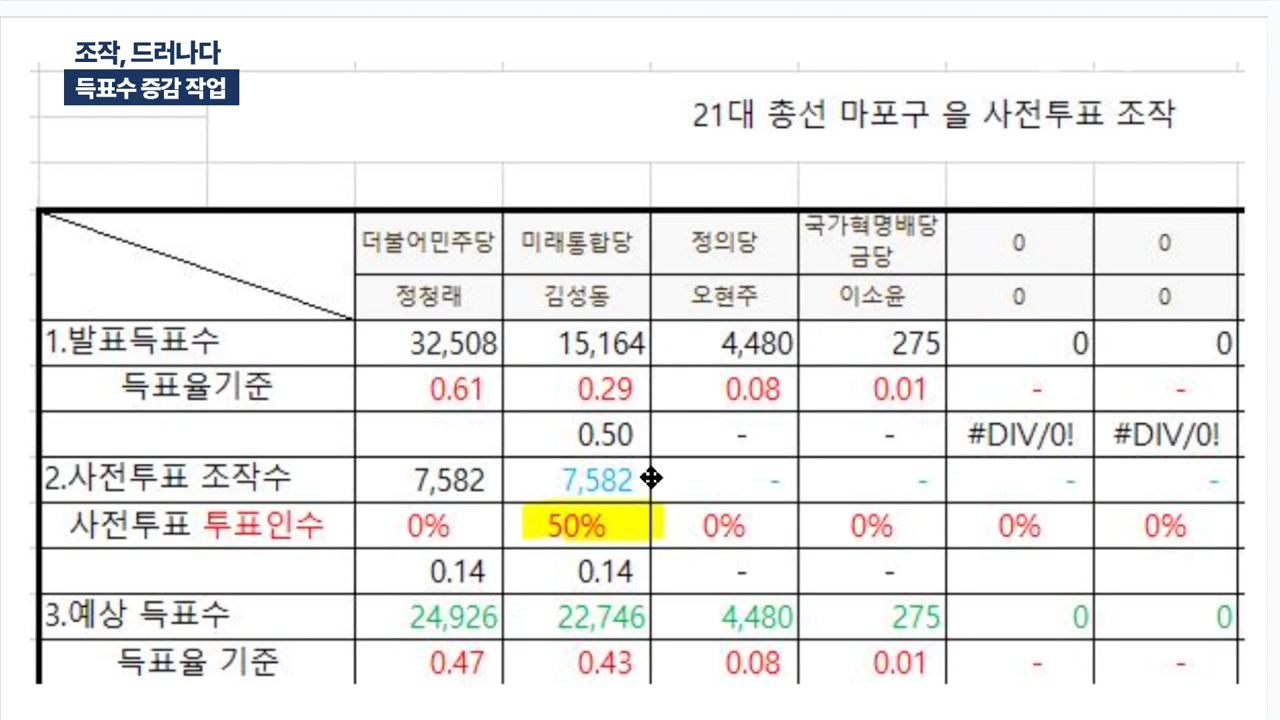 조작, 드러나다
득표수 증감 작업
21대 총선 마포구 을 사전투표 조작
더불어민주당 미래통합당 정의당 국가혁명배당금당 0 0
정청래 김성동 오현주 이소윤 0 0
1.발표득표수 32,508 15,164 4,480 275 0 0
득표율기준 0.61 0.29 0.08 0.01 - -
0.50 - - #DIV/0! #DIV/0!
2.사전투표 조작수 7,582 7,582 - - - -
사전투표 투표인수 0% 50% 0% 0% 0% 0%
0.14 0.14 - -
3.예상 득표수 24,926 22,746 4,480 275 0 0
득표율 기준 0.47 0.43 0.08 0.01 - -